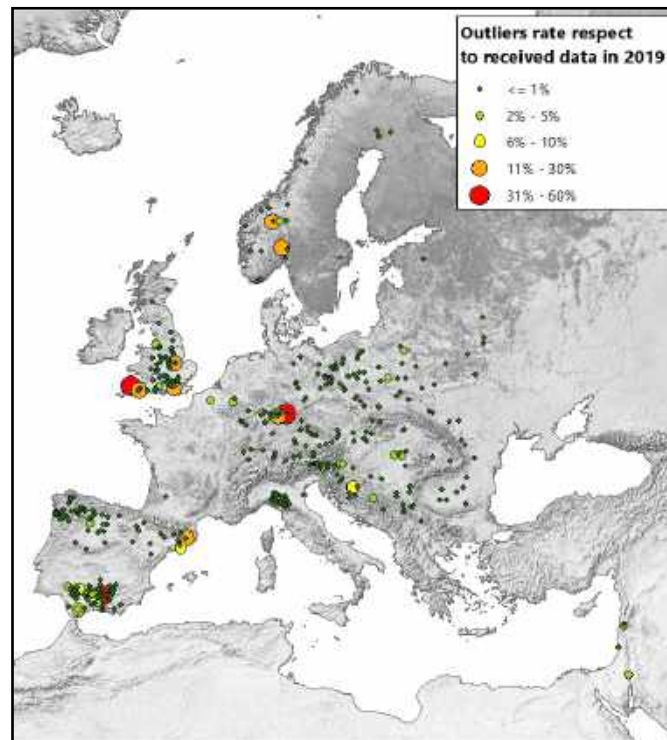 Outliers rate respect
to received data in 2019
<= 1%
2% - 5%
6% - 10%
11% - 30%
31% - 60%